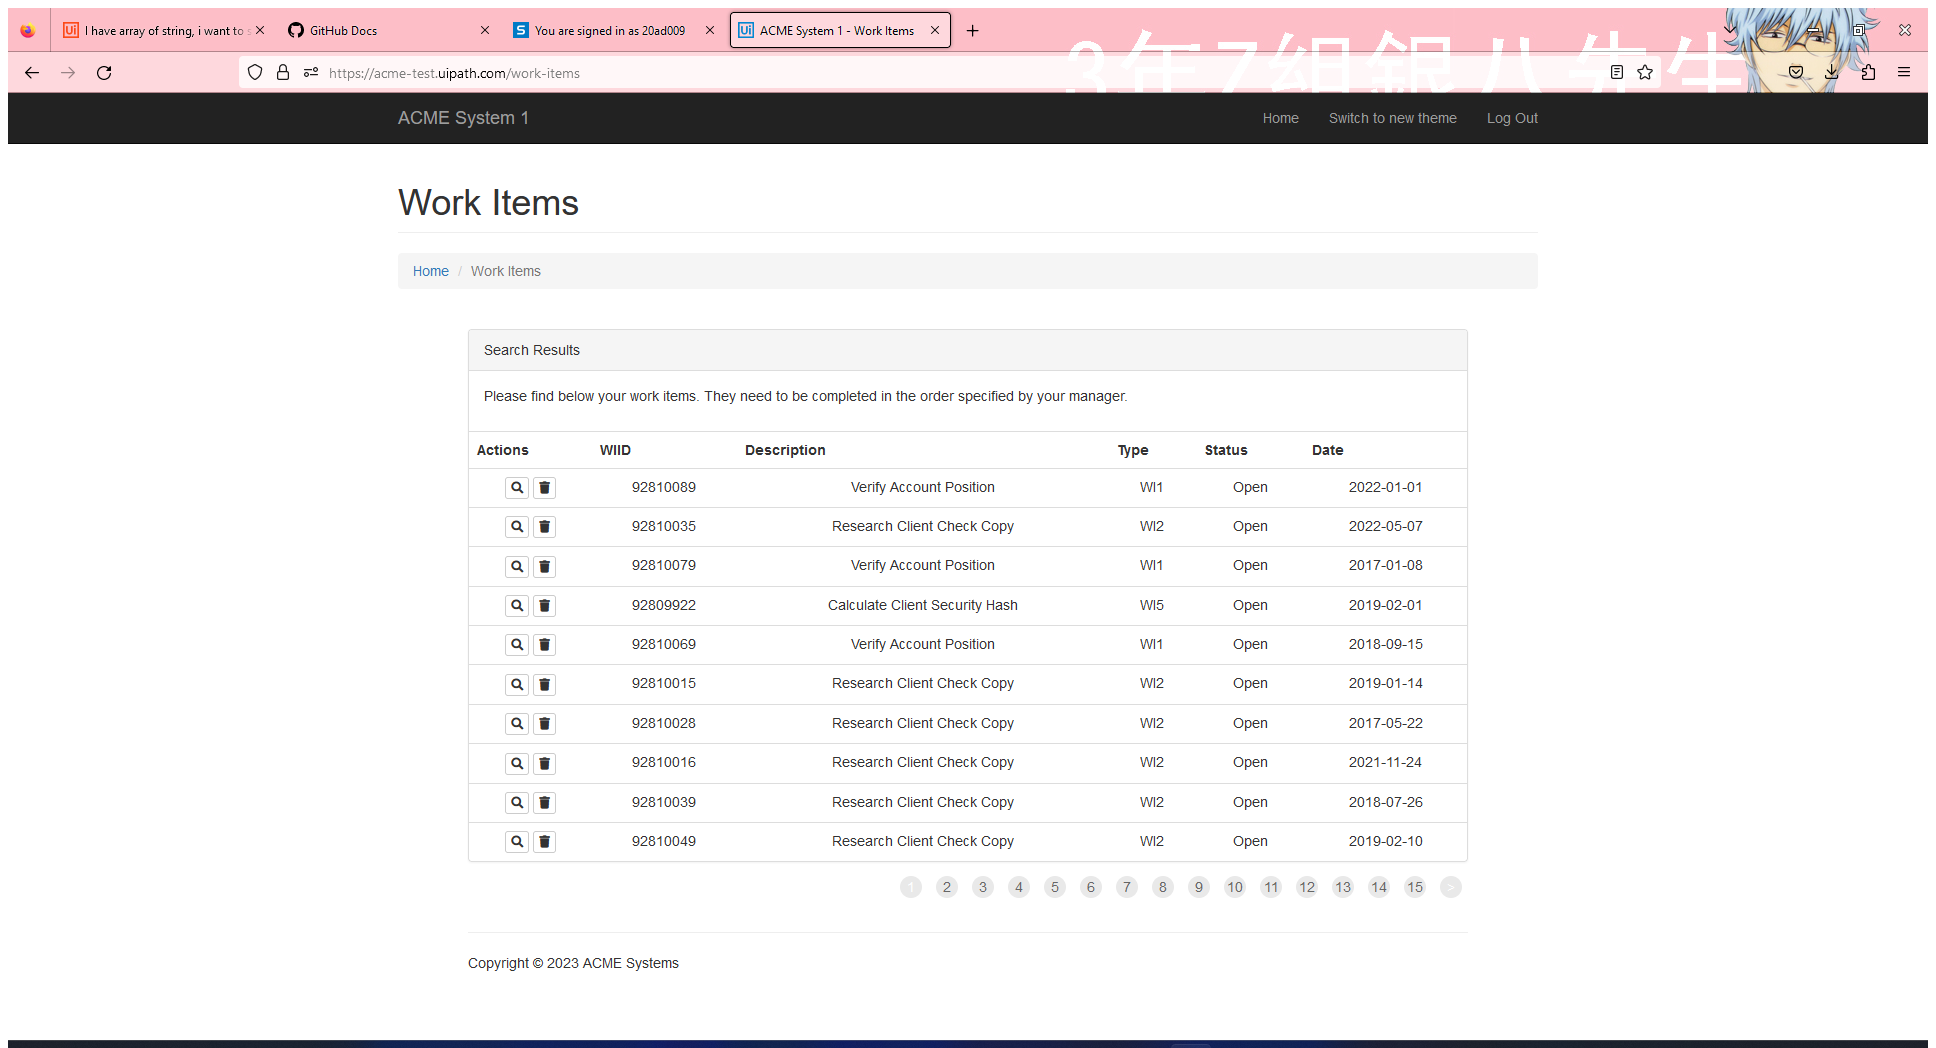 I have array of string, i want to s
GitHub Docs
You are signed in as 20ad009
ACME System 1 - Work Items
3年Z組銀八先生
https://acme-test.uipath.com/work-items
ACME System 1
Home
Switch to new theme
Log Out
Work Items
Home / Work Items
Search Results
Please find below your work items. They need to be completed in the order specified by your manager.
Actions WIID Description Type Status Date
92810089 Verify Account Position WI1 Open 2022-01-01
92810035 Research Client Check Copy WI2 Open 2022-05-07
92810079 Verify Account Position WI1 Open 2017-01-08
92809922 Calculate Client Security Hash WI5 Open 2019-02-01
92810069 Verify Account Position WI1 Open 2018-09-15
92810015 Research Client Check Copy WI2 Open 2019-01-14
92810028 Research Client Check Copy WI2 Open 2017-05-22
92810016 Research Client Check Copy WI2 Open 2021-11-24
92810039 Research Client Check Copy WI2 Open 2018-07-26
92810049 Research Client Check Copy WI2 Open 2019-02-10
1 2 3 4 5 6 7 8 9 10 11 12 13 14 15 >
Copyright © 2023 ACME Systems